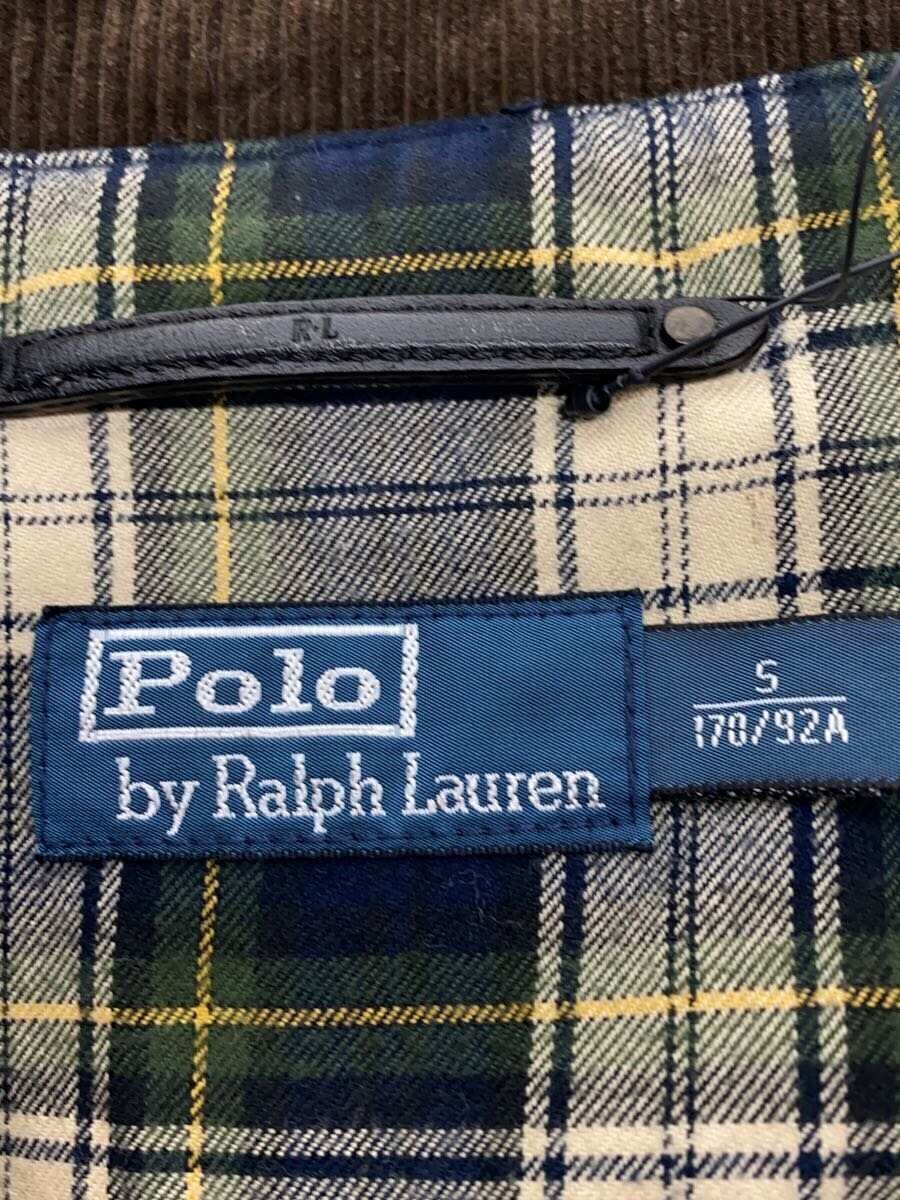 R.L
Polo
by Ralph Lauren
S
170/92A